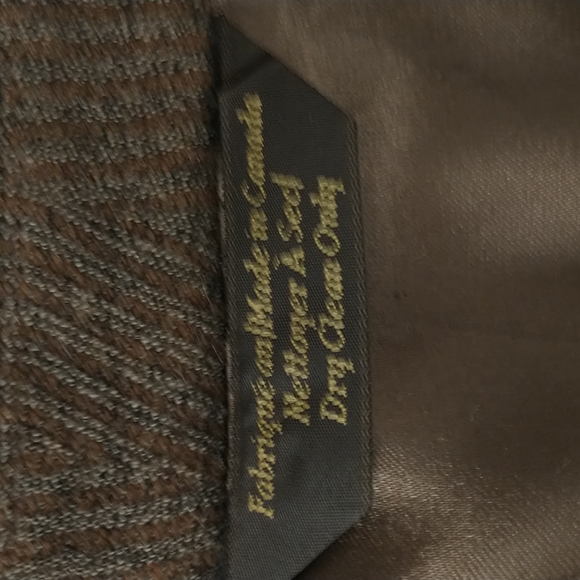 Fabriqué au/Made in Canada
Nettoyer À Sec/
Dry Clean Only